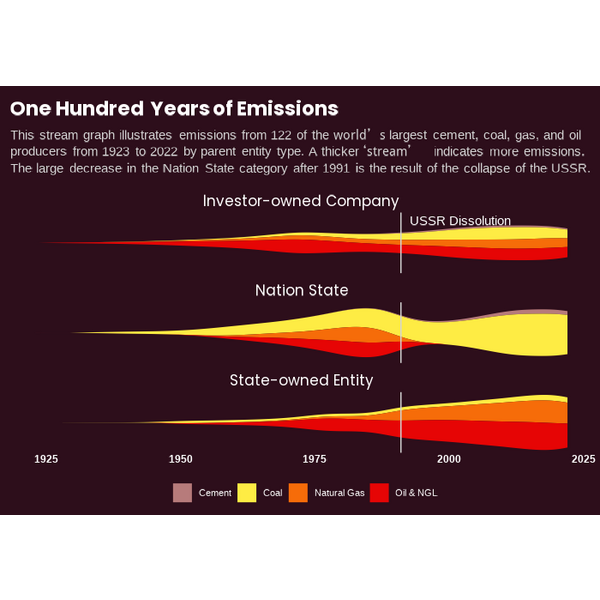 One Hundred Years of Emissions
This stream graph illustrates emissions from 122 of the world’s largest cement, coal, gas, and oil
producers from 1923 to 2022 by parent entity type. A thicker ‘stream’ indicates more emissions.
The large decrease in the Nation State category after 1991 is the result of the collapse of the USSR.
Investor-owned Company
USSR Dissolution
Nation State
State-owned Entity
1925 1950 1975 2000 2025
Cement Coal Natural Gas Oil & NGL